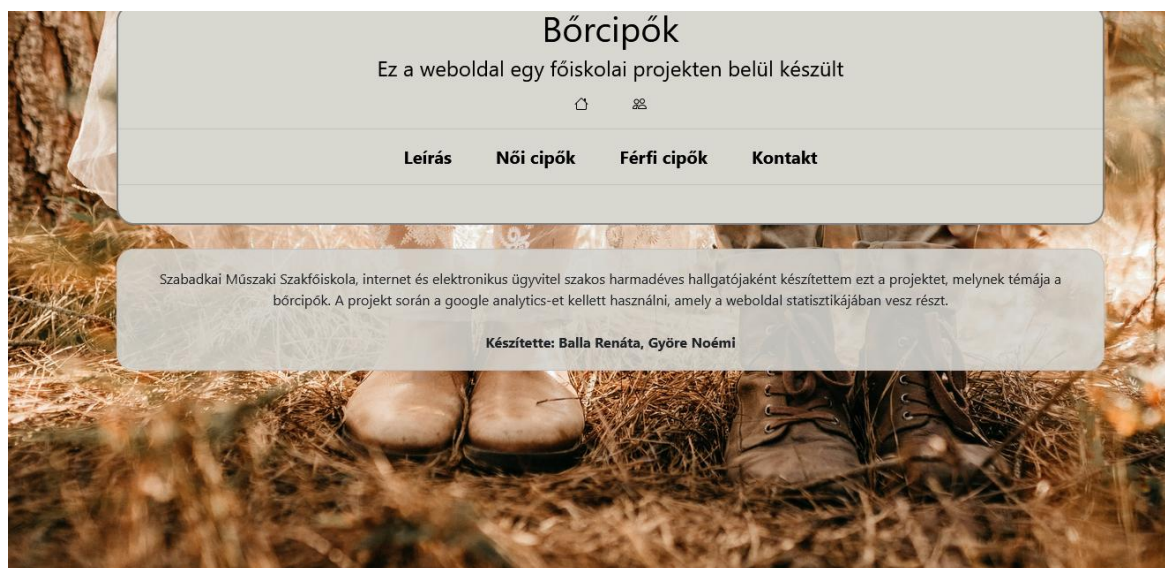 Bőrcipők
Ez a weboldal egy főiskolai projekten belül készült
Leírás Női cipők Férfi cipők Kontakt
Szabadkai Műszaki Szakfőiskola, internet és elektronikus ügyvitel szakos harmadéves hallgatójaként készítettem ezt a projektet, melynek témája a
bőrcipők. A projekt során a google analytics-et kellett használni, amely a weboldal statisztikájában vesz részt.
Készítette: Balla Renáta, Györe Noémi